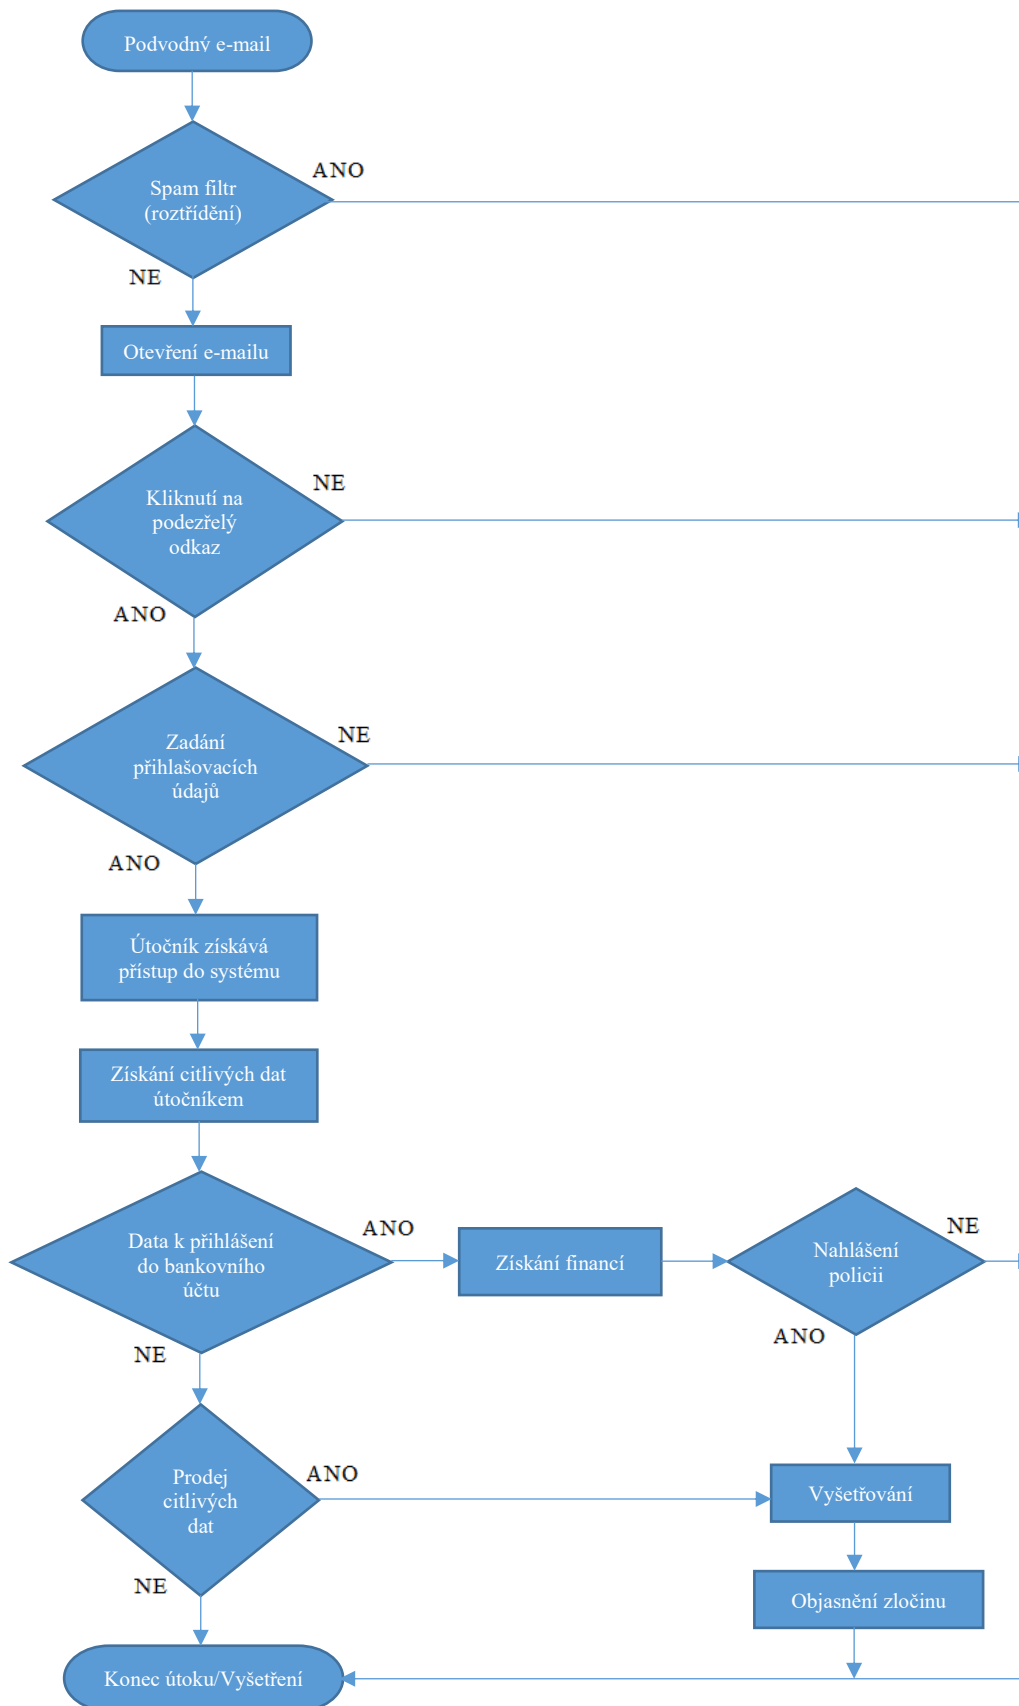 Podvodný e-mail
ANO
Spam filtr
(roztřídění)
NE
Otevření e-mailu
NE
Kliknutí na
podezřelý
odkaz
ANO
NE
Zadání
přihlašovacích
údajů
ANO
Útočník získává
přístup do systému
Získání citlivých dat
útočníkem
ANO
NE
Data k přihlášení
do bankovního
účtu
Získání financí
Nahlášení
policii
NE
ANO
Prodej
citlivých
dat
ANO
Vyšetřování
NE
Objasnění zločinu
Konec útoku/Vyšetření